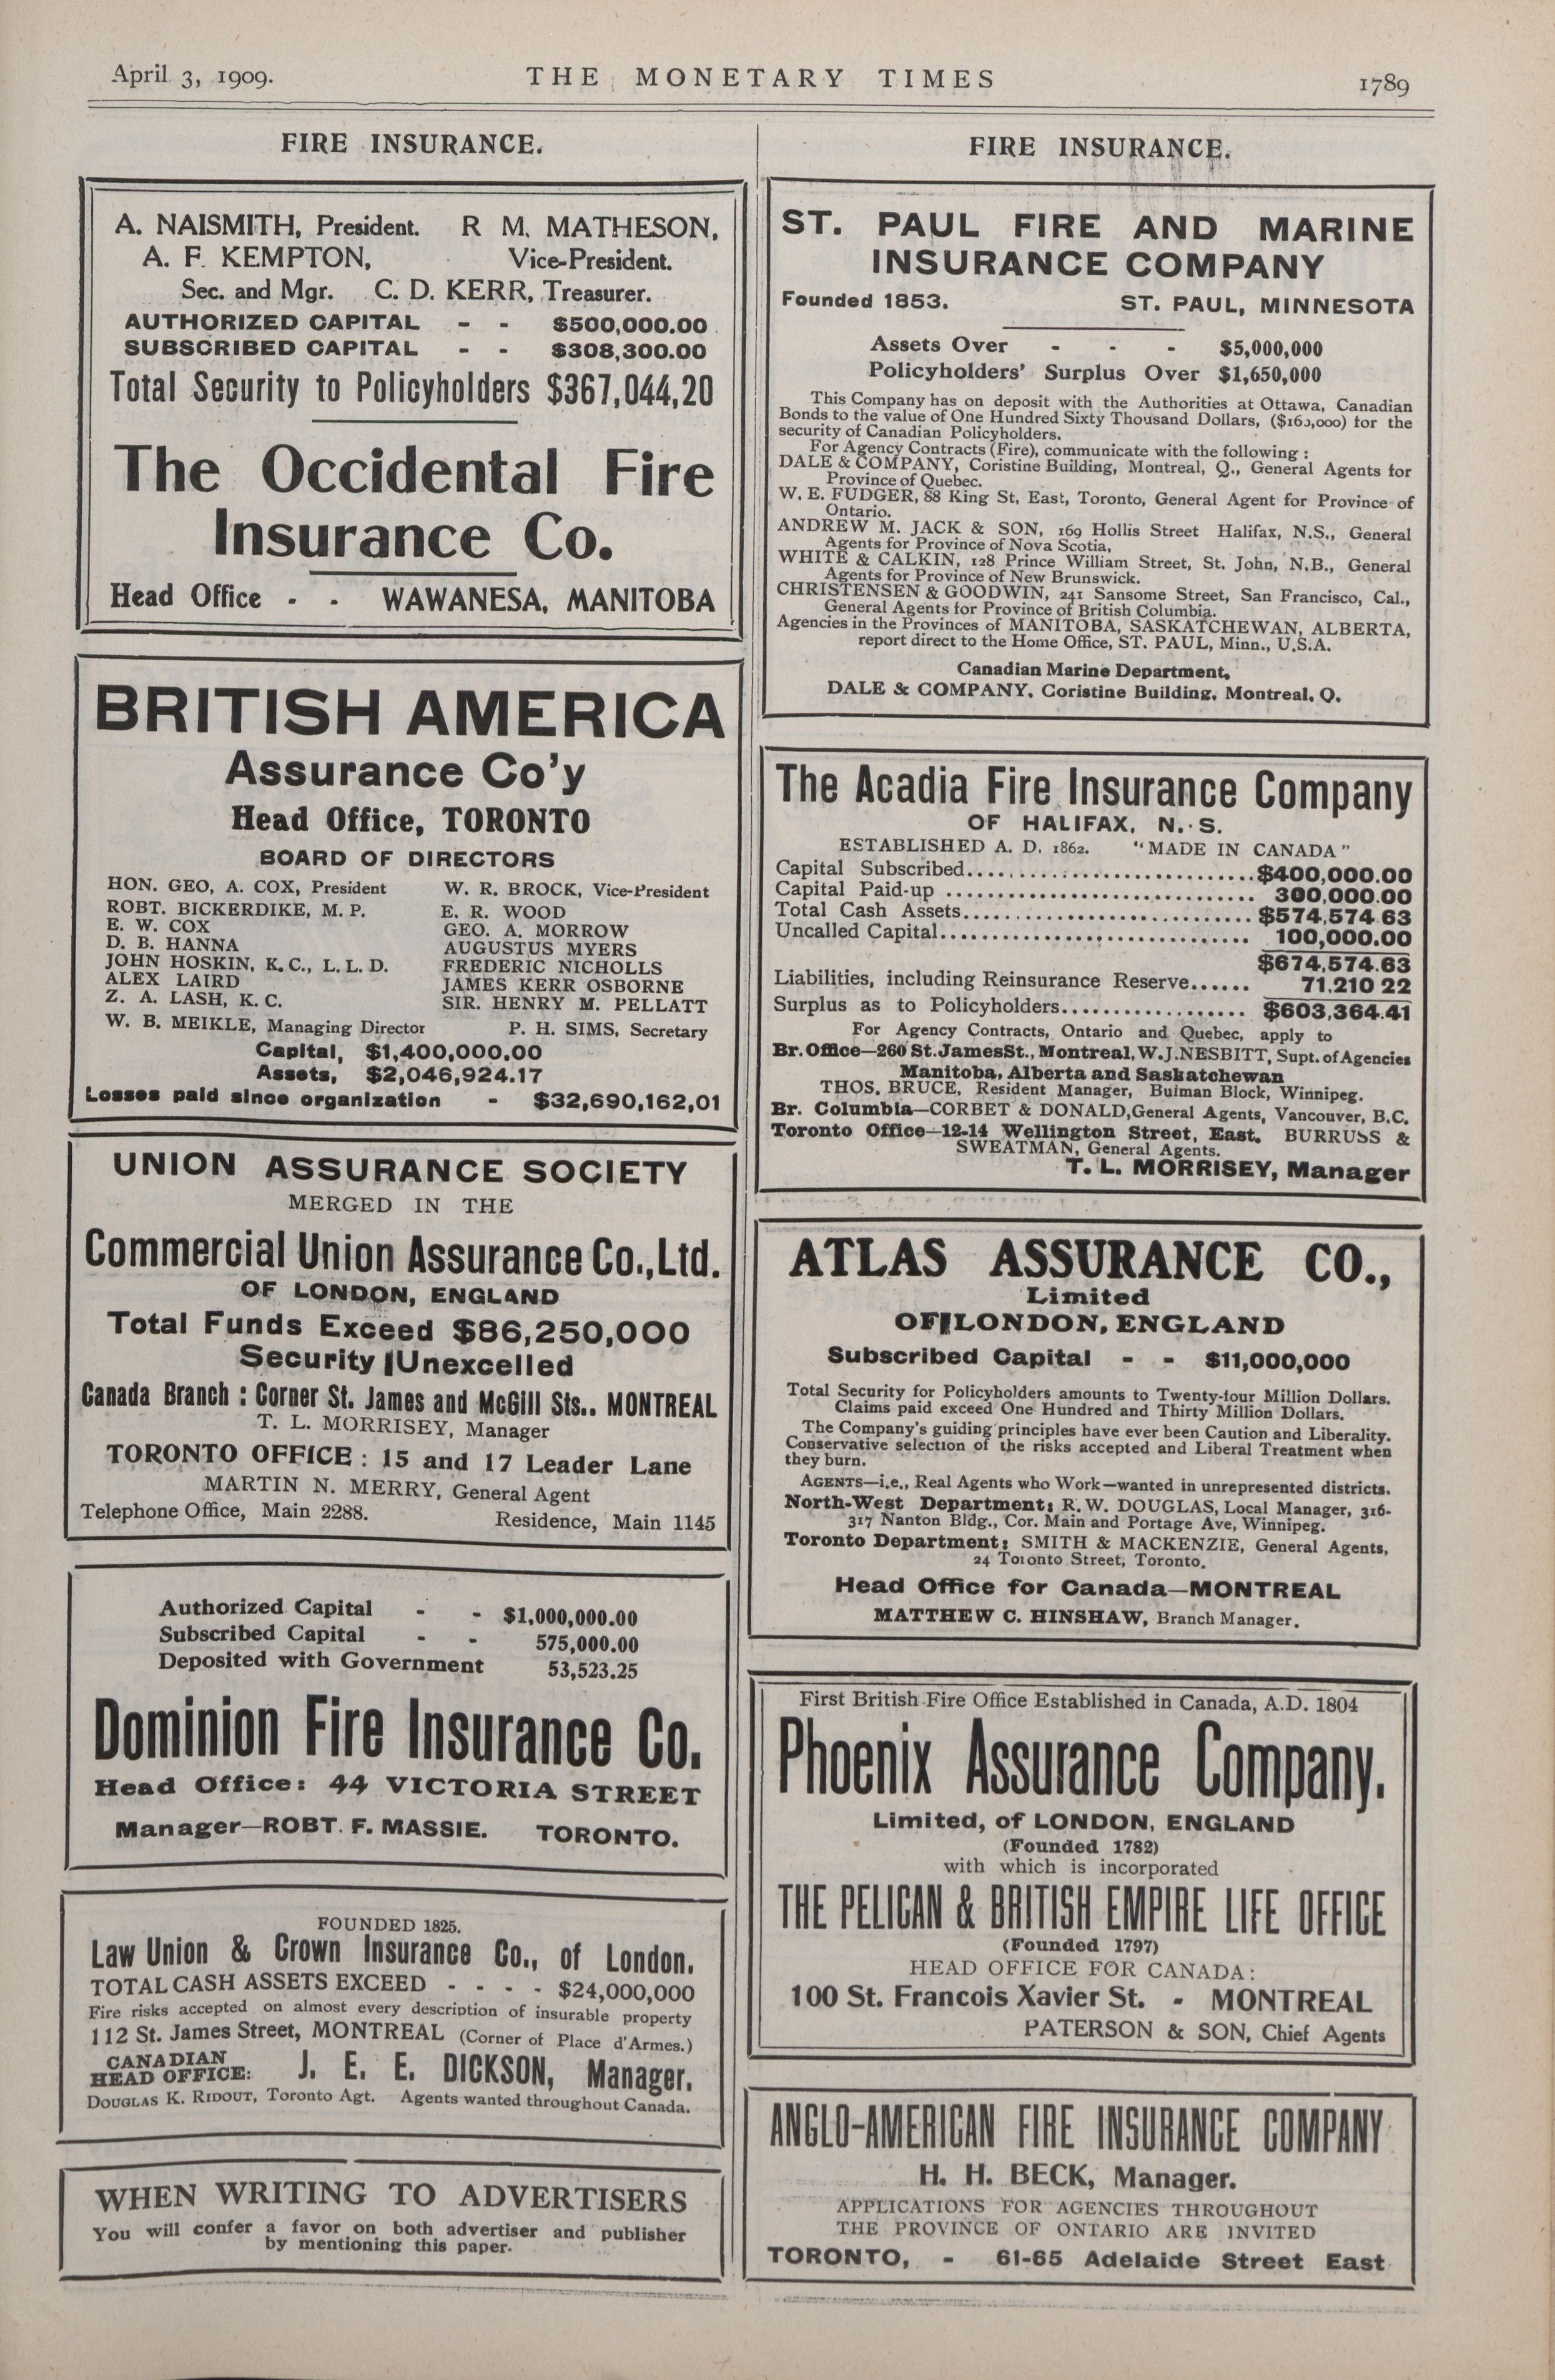 April 3, 1909.
THE MONETARY TIMES
1789
FIRE INSURANCE.
A. NAISMITH, President. R M. MATHESON,
A. F. KEMPTON, Vice-President.
Sec. and Mgr. C. D. KERR, Treasurer.
AUTHORIZED CAPITAL - - $500,000.00
SUBSCRIBED CAPITAL - - $308,300.00
Total Security to Policyholders $367,044,20
The Occidental Fire
Insurance Co.
Head Office - - WAWANESA, MANITOBA
BRITISH AMERICA
Assurance Co'y
Head Office, TORONTO
BOARD OF DIRECTORS
HON. GEO, A. COX, President W. R. BROCK, Vice-President
ROBT. BICKERDIKE, M. P. E. R. WOOD
E. W. COX GEO. A. MORROW
D. B. HANNA AUGUSTUS MYERS
JOHN HOSKIN, K. C., L. L. D. FREDERIC NICHOLLS
ALEX LAIRD JAMES KERR OSBORNE
Z. A. LASH, K. C. SIR. HENRY M. PELLATT
W. B. MEIKLE, Managing Director P. H. SIMS, Secretary
Capital, $1,400,000.00
Assets, $2,046,924.17
Losses paid since organization - $32,690,162,01
UNION ASSURANCE SOCIETY
MERGED IN THE
Commercial Union Assurance Co., Ltd.
OF LONDON, ENGLAND
Total Funds Exceed $86,250,000
Security Unexcelled
Canada Branch : Corner St. James and McGill Sts.. MONTREAL
T. L. MORRISEY, Manager
TORONTO OFFICE : 15 and 17 Leader Lane
MARTIN N. MERRY, General Agent
Telephone Office, Main 2288. Residence, Main 1145
Authorized Capital - - $1,000,000.00
Subscribed Capital - - 575,000.00
Deposited with Government 53,523.25
Dominion Fire Insurance Co.
Head Office: 44 VICTORIA STREET
Manager—ROBT. F. MASSIE. TORONTO.
FOUNDED 1825.
Law Union & Crown Insurance Co., of London.
TOTAL CASH ASSETS EXCEED - - - - $24,000,000
Fire risks accepted on almost every description of insurable property
112 St. James Street, MONTREAL (Corner of Place d'Armes.)
CANADIAN
HEAD OFFICE: J. E. E. DICKSON, Manager.
DOUGLAS K. RIDOUT, Toronto Agt. Agents wanted throughout Canada.
WHEN WRITING TO ADVERTISERS
You will confer a favor on both advertiser and publisher
by mentioning this paper.
FIRE INSURANCE.
ST. PAUL FIRE AND MARINE
INSURANCE COMPANY
Founded 1853. ST. PAUL, MINNESOTA
Assets Over - - - $5,000,000
Policyholders' Surplus Over $1,650,000
This Company has on deposit with the Authorities at Ottawa, Canadian
Bonds to the value of One Hundred Sixty Thousand Dollars, ($160,000) for the
security of Canadian Policyholders.
For Agency Contracts (Fire), communicate with the following :
DALE & COMPANY, Coristine Building, Montreal, Q., General Agents for
Province of Quebec.
W. E. FUDGER, 88 King St, East, Toronto, General Agent for Province of
Ontario.
ANDREW M. JACK & SON, 169 Hollis Street Halifax, N.S., General
Agents for Province of Nova Scotia,
WHITE & CALKIN, 128 Prince William Street, St. John, N.B., General
Agents for Province of New Brunswick.
CHRISTENSEN & GOODWIN, 241 Sansome Street, San Francisco, Cal.,
General Agents for Province of British Columbia.
Agencies in the Provinces of MANITOBA, SASKATCHEWAN, ALBERTA,
report direct to the Home Office, ST. PAUL, Minn., U.S.A.
Canadian Marine Department,
DALE & COMPANY, Coristine Building, Montreal, Q.
The Acadia Fire Insurance Company
OF HALIFAX, N. S.
ESTABLISHED A. D. 1862. "MADE IN CANADA"
Capital Subscribed............................$400,000.00
Capital Paid-up ............................ 300,000.00
Total Cash Assets............................$574,574.63
Uncalled Capital............................ 100,000.00
$674,574.63
Liabilities, including Reinsurance Reserve...... 71,210 22
Surplus as to Policyholders................. $603,364.41
For Agency Contracts, Ontario and Quebec, apply to
Br. Office—260 St. James St., Montreal, W. J. NESBITT, Supt. of Agencies
Manitoba, Alberta and Saskatchewan
THOS. BRUCE, Resident Manager, Bulman Block, Winnipeg.
Br. Columbia—CORBET & DONALD, General Agents, Vancouver, B.C.
Toronto Office—12-14 Wellington Street, East. BURRUSS &
SWEATMAN, General Agents.
T. L. MORRISEY, Manager
ATLAS ASSURANCE CO.,
Limited
OF LONDON, ENGLAND
Subscribed Capital - - $11,000,000
Total Security for Policyholders amounts to Twenty-four Million Dollars.
Claims paid exceed One Hundred and Thirty Million Dollars.
The Company's guiding principles have ever been Caution and Liberality.
Conservative selection of the risks accepted and Liberal Treatment when
they burn.
AGENTS—i.e., Real Agents who Work—wanted in unrepresented districts.
North-West Department: R. W. DOUGLAS, Local Manager, 316-
317 Nanton Bldg., Cor. Main and Portage Ave, Winnipeg.
Toronto Department: SMITH & MACKENZIE, General Agents,
24 Toronto Street, Toronto.
Head Office for Canada—MONTREAL
MATTHEW C. HINSHAW, Branch Manager.
First British Fire Office Established in Canada, A.D. 1804
Phoenix Assurance Company.
Limited, of LONDON, ENGLAND
(Founded 1782)
with which is incorporated
THE PELICAN & BRITISH EMPIRE LIFE OFFICE
(Founded 1797)
HEAD OFFICE FOR CANADA:
100 St. Francois Xavier St. - MONTREAL
PATERSON & SON, Chief Agents
ANGLO-AMERICAN FIRE INSURANCE COMPANY
H. H. BECK, Manager.
APPLICATIONS FOR AGENCIES THROUGHOUT
THE PROVINCE OF ONTARIO ARE INVITED
TORONTO, - 61-65 Adelaide Street East